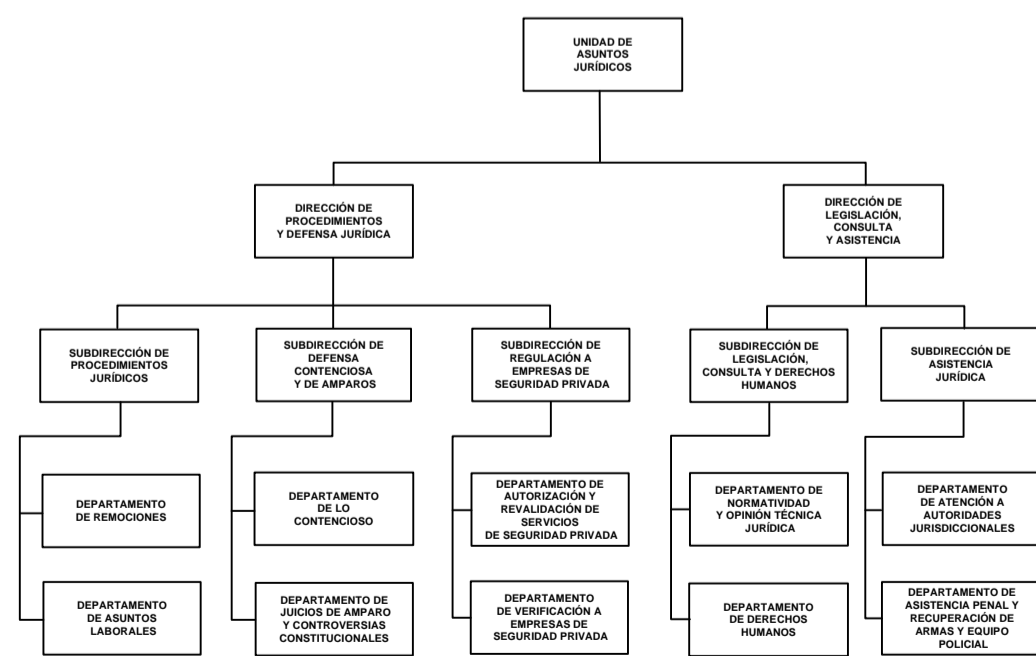 UNIDAD DE
ASUNTOS
JURÍDICOS
DIRECCIÓN DE
PROCEDIMIENTOS
Y DEFENSA JURÍDICA
DIRECCIÓN DE
LEGISLACIÓN,
CONSULTA
Y ASISTENCIA
SUBDIRECCIÓN DE
PROCEDIMIENTOS
JURÍDICOS
SUBDIRECCIÓN DE
DEFENSA
CONTENCIOSA
Y DE AMPAROS
SUBDIRECCIÓN DE
REGULACIÓN A
EMPRESAS DE
SEGURIDAD PRIVADA
SUBDIRECCIÓN DE
LEGISLACIÓN,
CONSULTA Y DERECHOS
HUMANOS
SUBDIRECCIÓN DE
ASISTENCIA
JURÍDICA
DEPARTAMENTO
DE REMOCIONES
DEPARTAMENTO
DE LO
CONTENCIOSO
DEPARTAMENTO DE
AUTORIZACIÓN Y
REVALIDACIÓN DE
SERVICIOS
DE SEGURIDAD PRIVADA
DEPARTAMENTO DE
NORMATIVIDAD
Y OPINIÓN TÉCNICA
JURÍDICA
DEPARTAMENTO
DE ATENCIÓN A
AUTORIDADES
JURISDICCIONALES
DEPARTAMENTO
DE ASUNTOS
LABORALES
DEPARTAMENTO DE
JUICIOS DE AMPARO
Y CONTROVERSIAS
CONSTITUCIONALES
DEPARTAMENTO
DE VERIFICACIÓN A
EMPRESAS DE
SEGURIDAD PRIVADA
DEPARTAMENTO
DE DERECHOS
HUMANOS
DEPARTAMENTO DE
ASISTENCIA PENAL Y
RECUPERACIÓN DE
ARMAS Y EQUIPO
POLICIAL